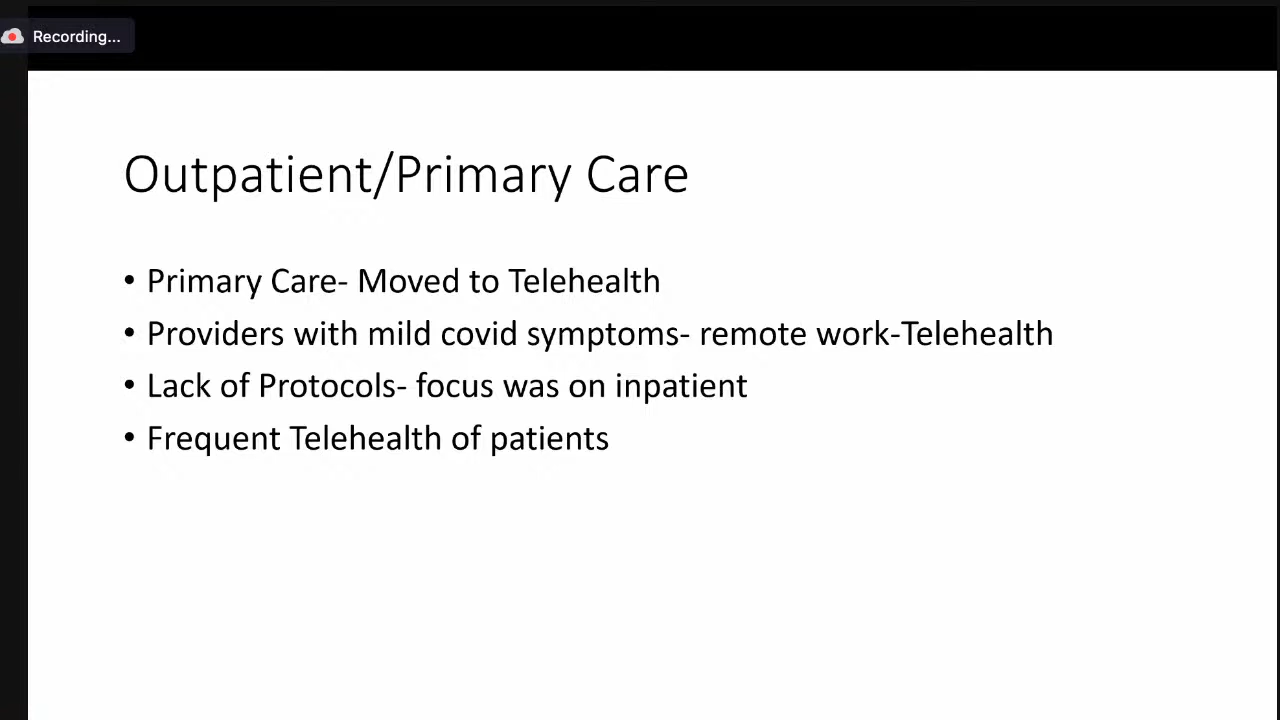 Recording...
Outpatient/Primary Care
• Primary Care- Moved to Telehealth
• Providers with mild covid symptoms- remote work-Telehealth
• Lack of Protocols- focus was on inpatient
• Frequent Telehealth of patients